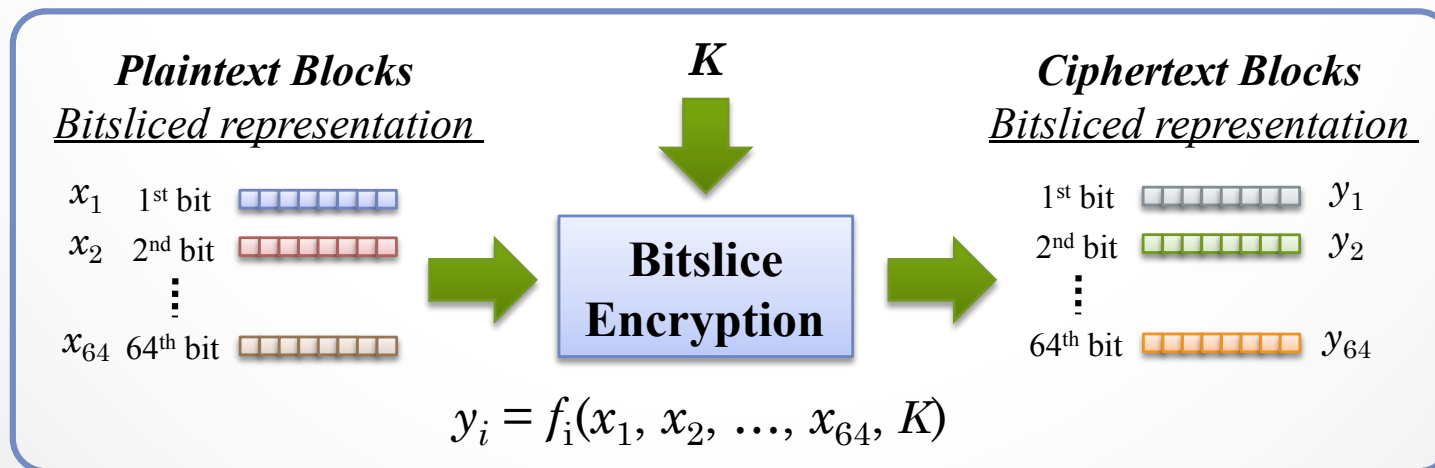 Plaintext Blocks
Bitsliced representation
x₁ 1st bit
x₂ 2nd bit
x₆₄ 64th bit
K
Bitslice
Encryption
Ciphertext Blocks
Bitsliced representation
1st bit y₁
2nd bit y₂
64th bit y₆₄
yᵢ = fᵢ(x₁, x₂, …, x₆₄, K)